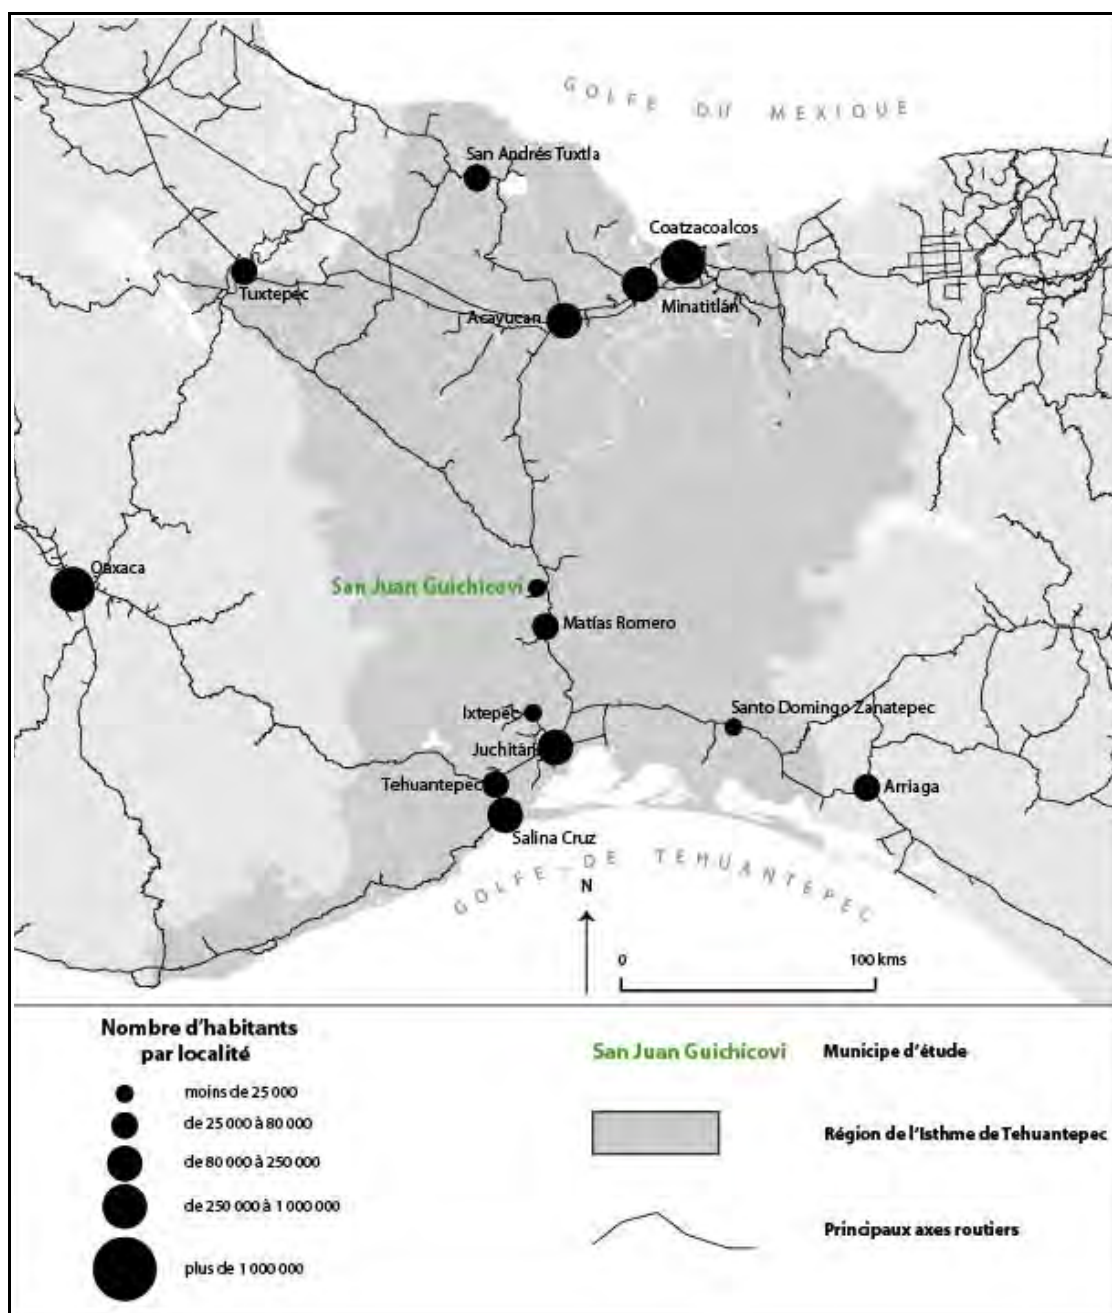 GOLFE DU MEXIQUE
San Andrés Tuxtla
Coatzacoalcos
Tuxtepec
Minatitlán
Acayucan
Oaxaca
San Juan Guichicovi
Matías Romero
Ixtepec
Santo Domingo Zanatepec
Juchitán
Tehuantepec
Arriaga
Salina Cruz
GOLFE DE TEHUANTEPEC
N
0 100 kms
Nombre d'habitants
par localité
moins de 25 000
de 25 000 à 80 000
de 80 000 à 250 000
de 250 000 à 1 000 000
plus de 1 000 000
San Juan Guichicovi Municipe d'étude
Région de l'Isthme de Tehuantepec
Principaux axes routiers